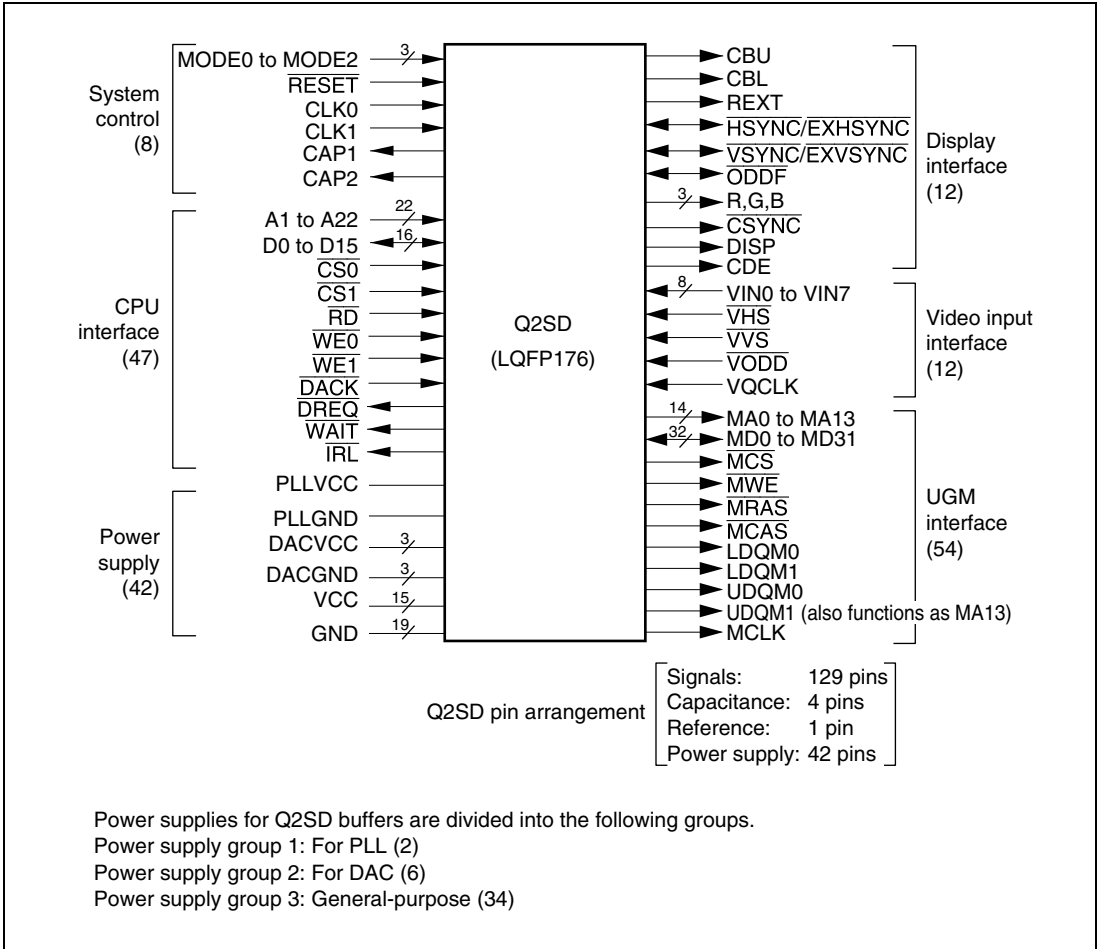 System
control
(8)
MODE0 to MODE2 3
RESET
CLK0
CLK1
CAP1
CAP2
CPU
interface
(47)
A1 to A22 22
D0 to D15 16
CS0
CS1
RD
WE0
WE1
DACK
DREQ
WAIT
IRL
Power
supply
(42)
PLLVCC
PLLGND
DACVCC 3
DACGND 3
VCC 15
GND 19
Q2SD
(LQFP176)
CBU
CBL
REXT
HSYNC/EXHSYNC
VSYNC/EXVSYNC
ODDF
3 R,G,B
CSYNC
DISP
CDE
Display
interface
(12)
8 VIN0 to VIN7
VHS
VVS
VODD
VQCLK
Video input
interface
(12)
14 MA0 to MA13
32 MD0 to MD31
MCS
MWE
MRAS
MCAS
LDQM0
LDQM1
UDQM0
UDQM1 (also functions as MA13)
MCLK
UGM
interface
(54)
Q2SD pin arrangement
Signals: 129 pins
Capacitance: 4 pins
Reference: 1 pin
Power supply: 42 pins
Power supplies for Q2SD buffers are divided into the following groups.
Power supply group 1: For PLL (2)
Power supply group 2: For DAC (6)
Power supply group 3: General-purpose (34)